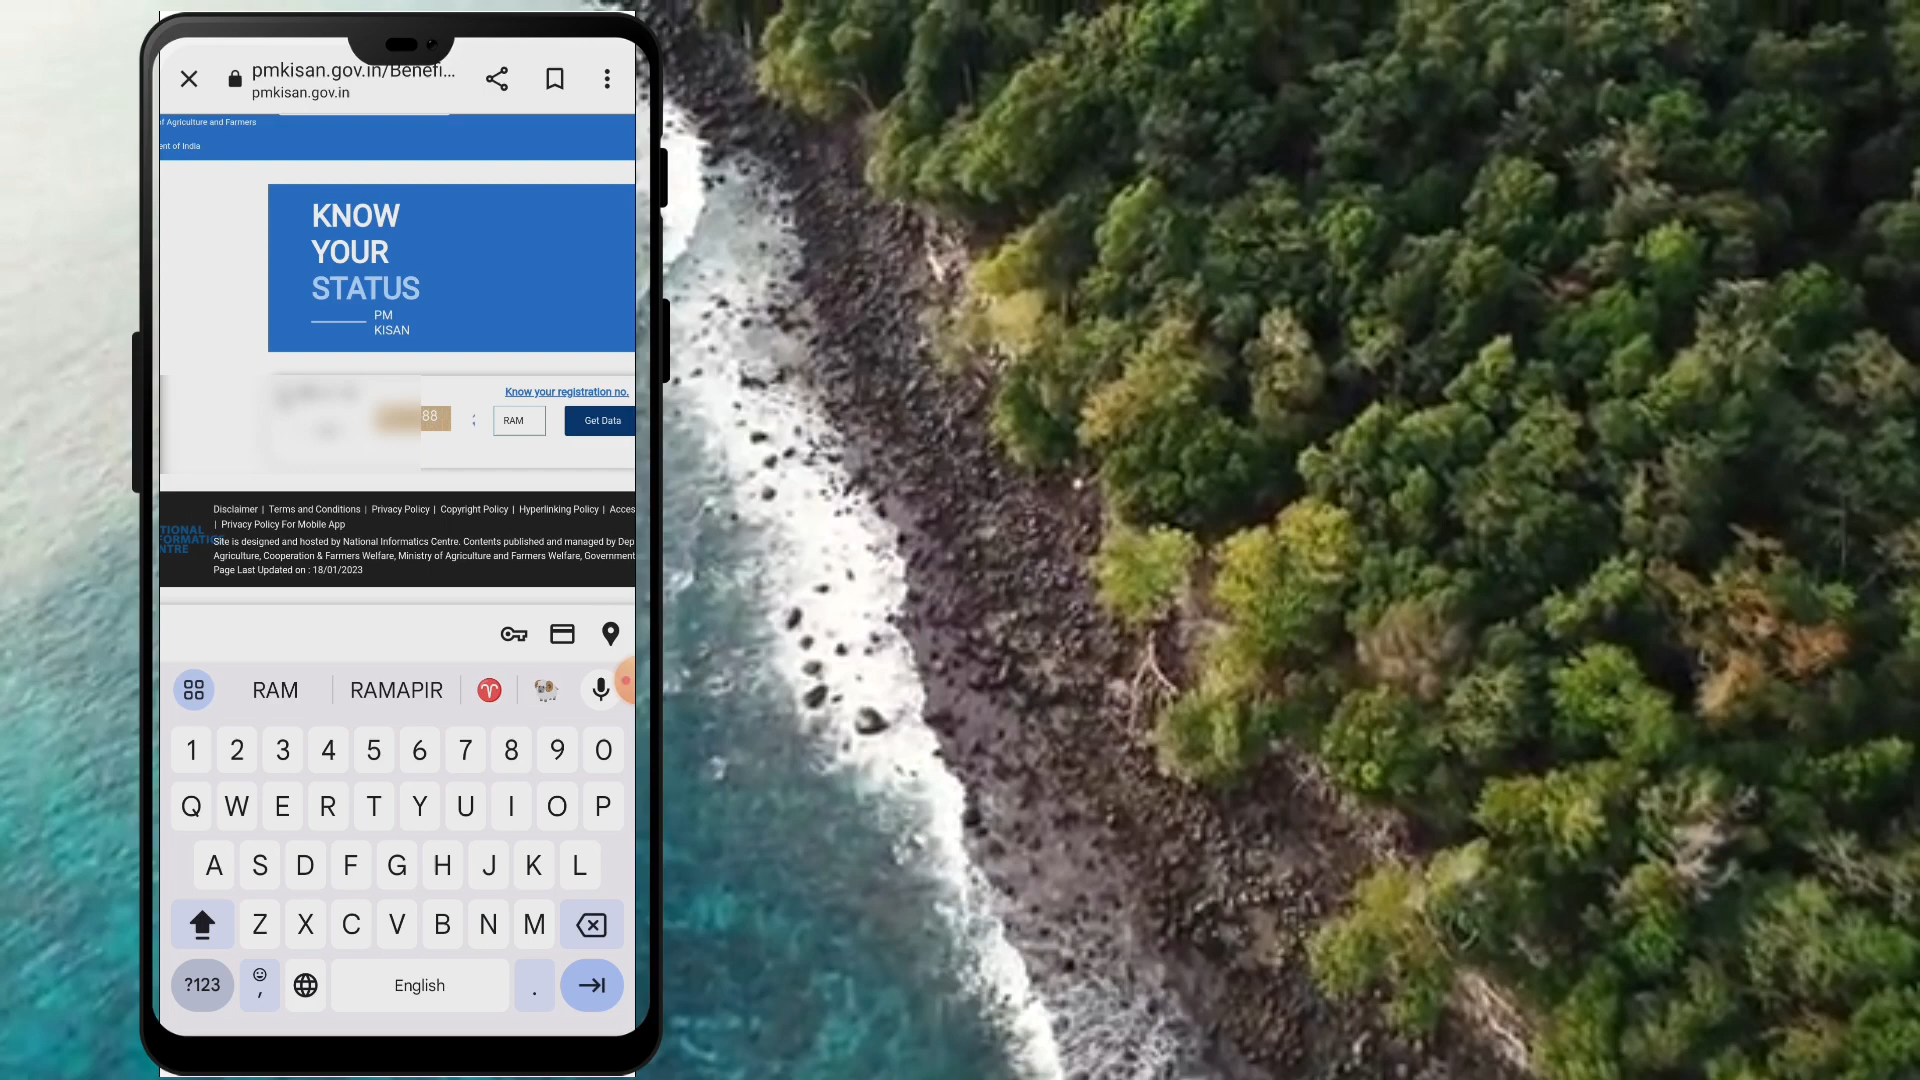 pmkisan.gov.in/Benefi...
pmkisan.gov.in
of Agriculture and Farmers
ent of India
KNOW
YOUR
STATUS
PM
KISAN
Know your registration no.
88
RAM
Get Data
Disclaimer | Terms and Conditions | Privacy Policy | Copyright Policy | Hyperlinking Policy | Acces
| Privacy Policy For Mobile App
TIONAL
FORMATICS
NTRE
Site is designed and hosted by National Informatics Centre. Contents published and managed by Dep
Agriculture, Cooperation & Farmers Welfare, Ministry of Agriculture and Farmers Welfare, Government
Page Last Updated on : 18/01/2023
RAM RAMAPIR
1 2 3 4 5 6 7 8 9 0
Q W E R T Y U I O P
A S D F G H J K L
Z X C V B N M
?123 , English .